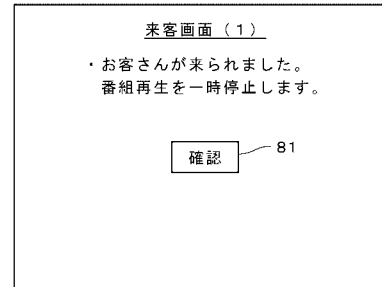 来客画面（１）
・お客さんが来られました。
番組再生を一時停止します。
確認
81